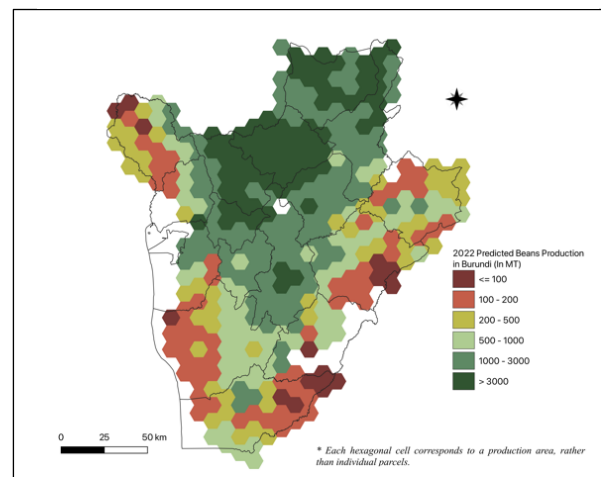 2022 Predicted Beans Production
in Burundi (In MT)
<= 100
100 - 200
200 - 500
500 - 1000
1000 - 3000
> 3000
0 25 50 km
* Each hexagonal cell corresponds to a production area, rather
than individual parcels.